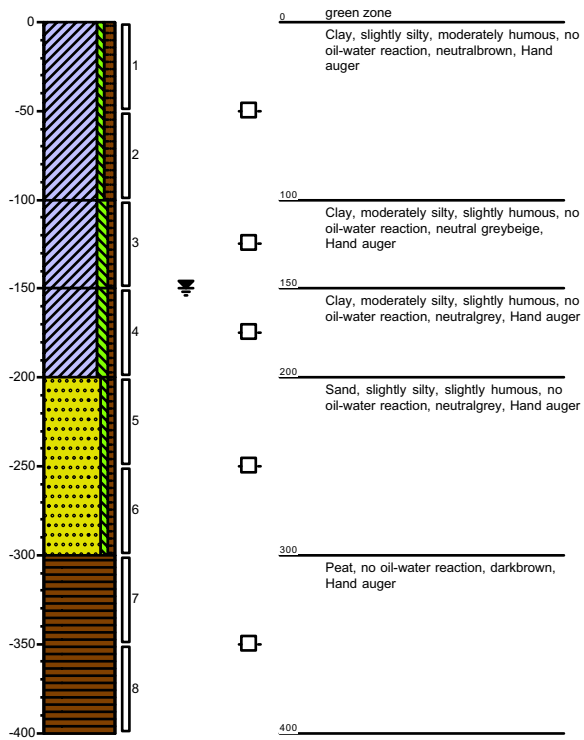 0
-50
-100
-150
-200
-250
-300
-350
-400
1
2
3
4
5
6
7
8
0 green zone
Clay, slightly silty, moderately humous, no
oil-water reaction, neutralbrown, Hand
auger
100
Clay, moderately silty, slightly humous, no
oil-water reaction, neutral greybeige,
Hand auger
150
Clay, moderately silty, slightly humous, no
oil-water reaction, neutralgrey, Hand auger
200
Sand, slightly silty, slightly humous, no
oil-water reaction, neutralgrey, Hand auger
300
Peat, no oil-water reaction, darkbrown,
Hand auger
400